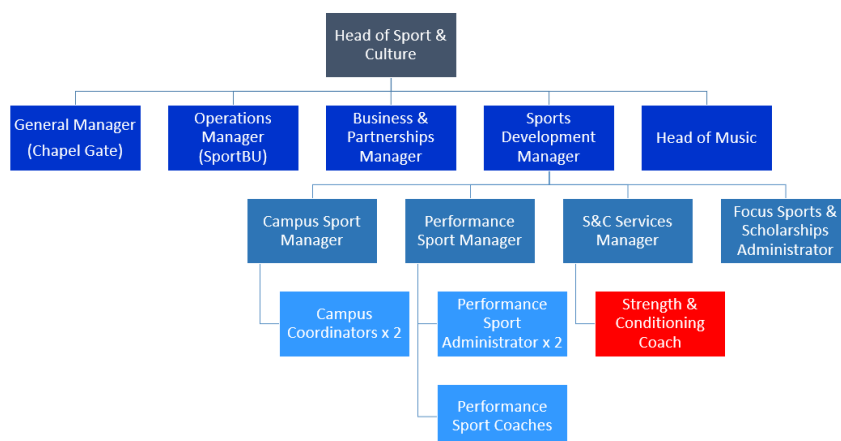 Head of Sport &
Culture
General Manager
(Chapel Gate)
Operations
Manager
(SportBU)
Business &
Partnerships
Manager
Sports
Development
Manager
Head of Music
Campus Sport
Manager
Performance
Sport Manager
S&C Services
Manager
Focus Sports &
Scholarships
Administrator
Campus
Coordinators x 2
Performance
Sport
Administrator x 2
Strength &
Conditioning
Coach
Performance
Sport Coaches